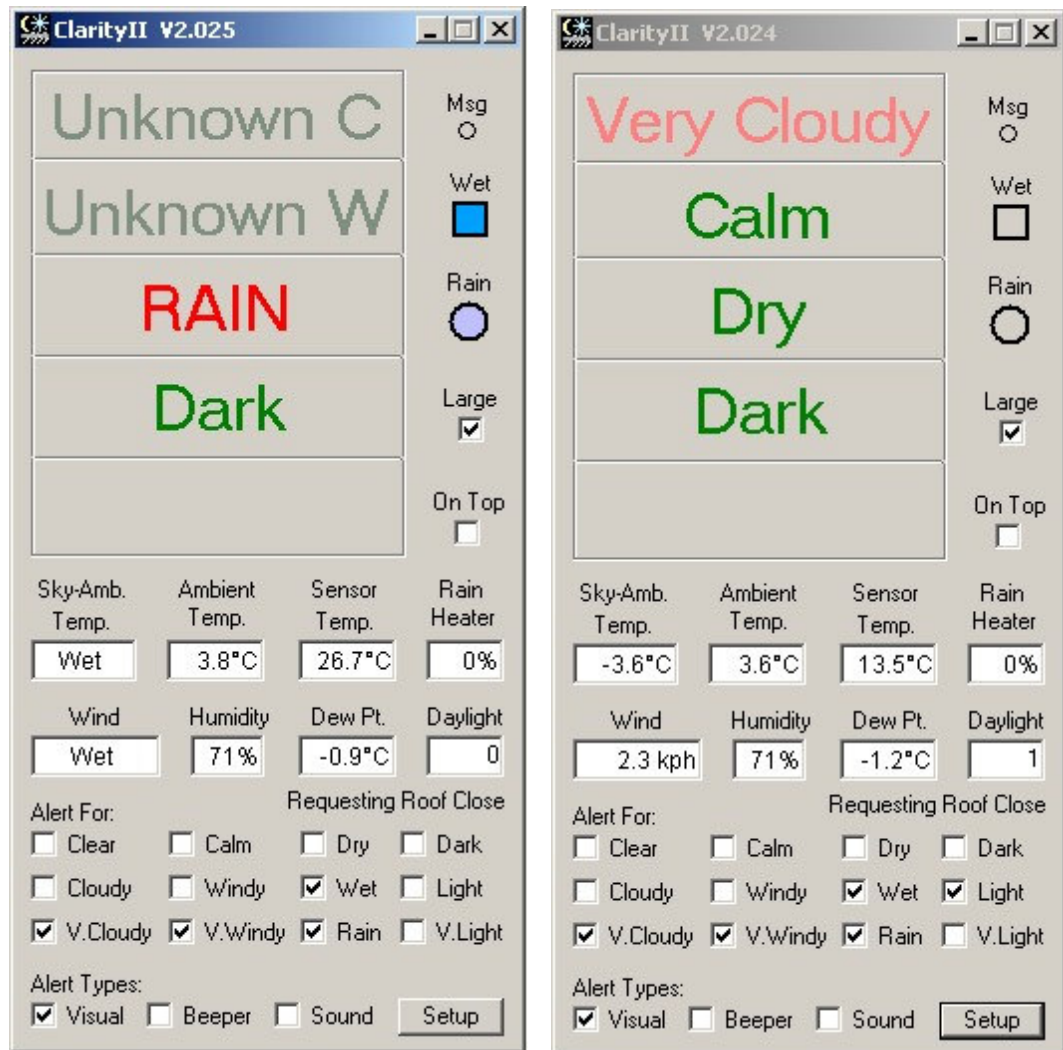 ClarityII V2.025
Unknown C
Msg
Unknown W
Wet
RAIN
Rain
Dark
Large
On Top
Sky-Amb. Temp.
Ambient Temp.
Sensor Temp.
Rain Heater
Wet
3.8°C
26.7°C
0%
Wind
Humidity
Dew Pt.
Daylight
Wet
71%
-0.9°C
0
Requesting Roof Close
Alert For:
Clear
Calm
Dry
Dark
Cloudy
Windy
Wet
Light
V.Cloudy
V.Windy
Rain
V.Light
Alert Types:
Visual
Beeper
Sound
Setup
ClarityII V2.024
Very Cloudy
Msg
Calm
Wet
Dry
Rain
Dark
Large
On Top
Sky-Amb. Temp.
Ambient Temp.
Sensor Temp.
Rain Heater
-3.6°C
3.6°C
13.5°C
0%
Wind
Humidity
Dew Pt.
Daylight
2.3 kph
71%
-1.2°C
1
Requesting Roof Close
Alert For:
Clear
Calm
Dry
Dark
Cloudy
Windy
Wet
Light
V.Cloudy
V.Windy
Rain
V.Light
Alert Types:
Visual
Beeper
Sound
Setup